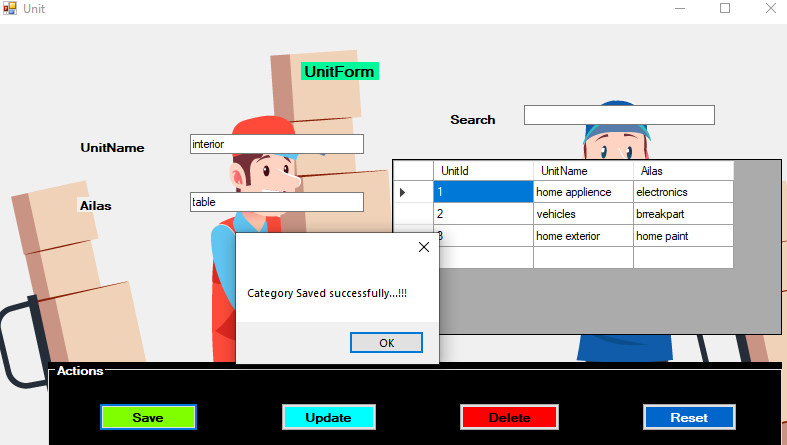 Unit
UnitForm
Search
UnitName interior
Ailas table
UnitId UnitName Ailas
1 home applience electronics
2 vehicles brreakpart
3 home exterior home paint
Category Saved successfully...!!!
OK
Actions
Save Update Delete Reset